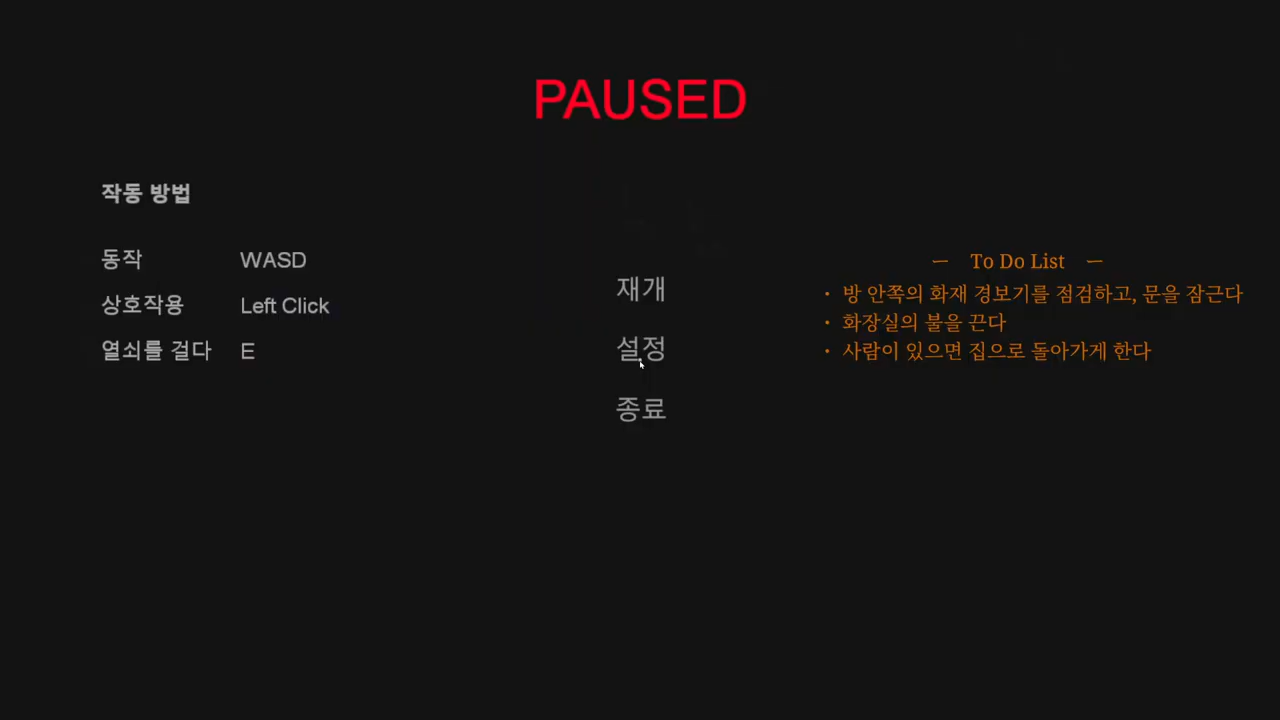 PAUSED
작동 방법
동작 WASD
상호작용 Left Click
열쇠를 걸다 E
재개
설정
종료
ー To Do List ー
・ 방 안쪽의 화재 경보기를 점검하고, 문을 잠근다
・ 화장실의 불을 끈다
・ 사람이 있으면 집으로 돌아가게 한다